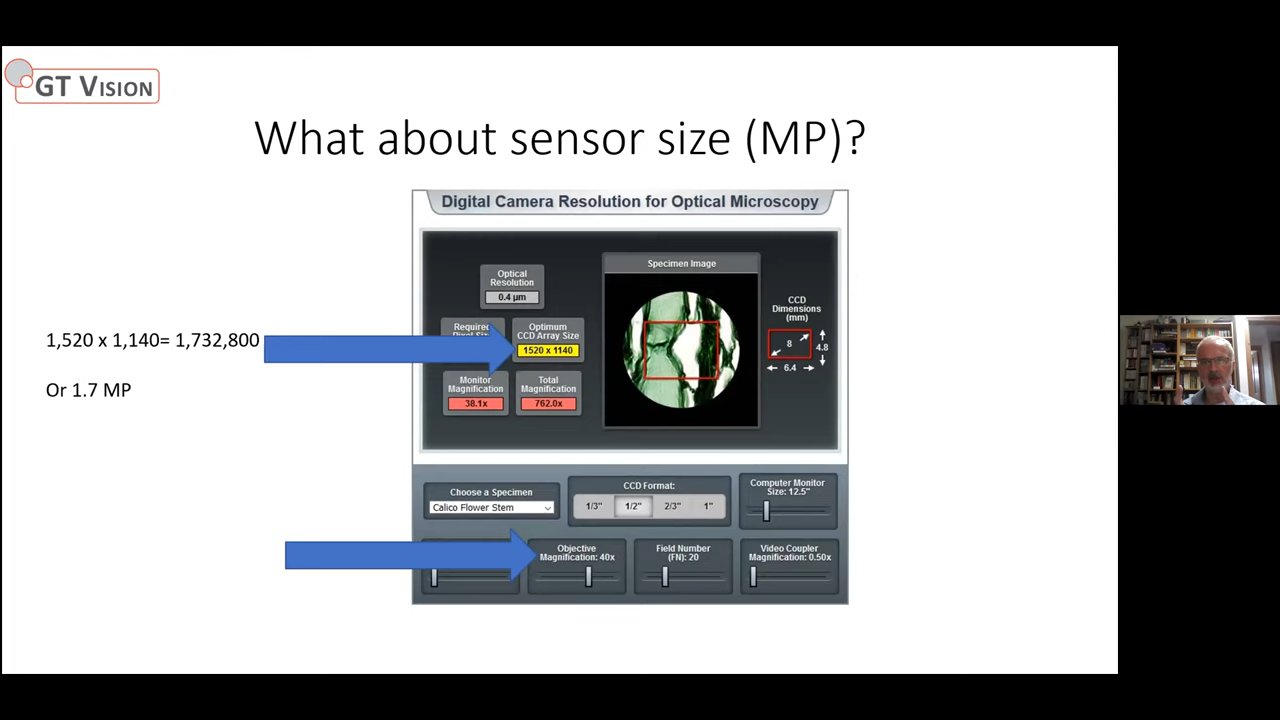 GT VISION
What about sensor size (MP)?
Digital Camera Resolution for Optical Microscopy
Optical
Resolution
0.4 µm
Specimen Image
CCD
Dimensions
(mm)
8
4.8
6.4
Required
Optimum
CCD Array Size
1520 x 1140
1,520 x 1,140= 1,732,800
Or 1.7 MP
Monitor
Magnification
38.1x
Total
Magnification
762.0x
Choose a Specimen
Calico Flower Stem
CCD Format:
1/3" 1/2" 2/3" 1"
Computer Monitor
Size: 12.5"
Objective
Magnification: 40x
Field Number
(FN): 20
Video Coupler
Magnification: 0.50x